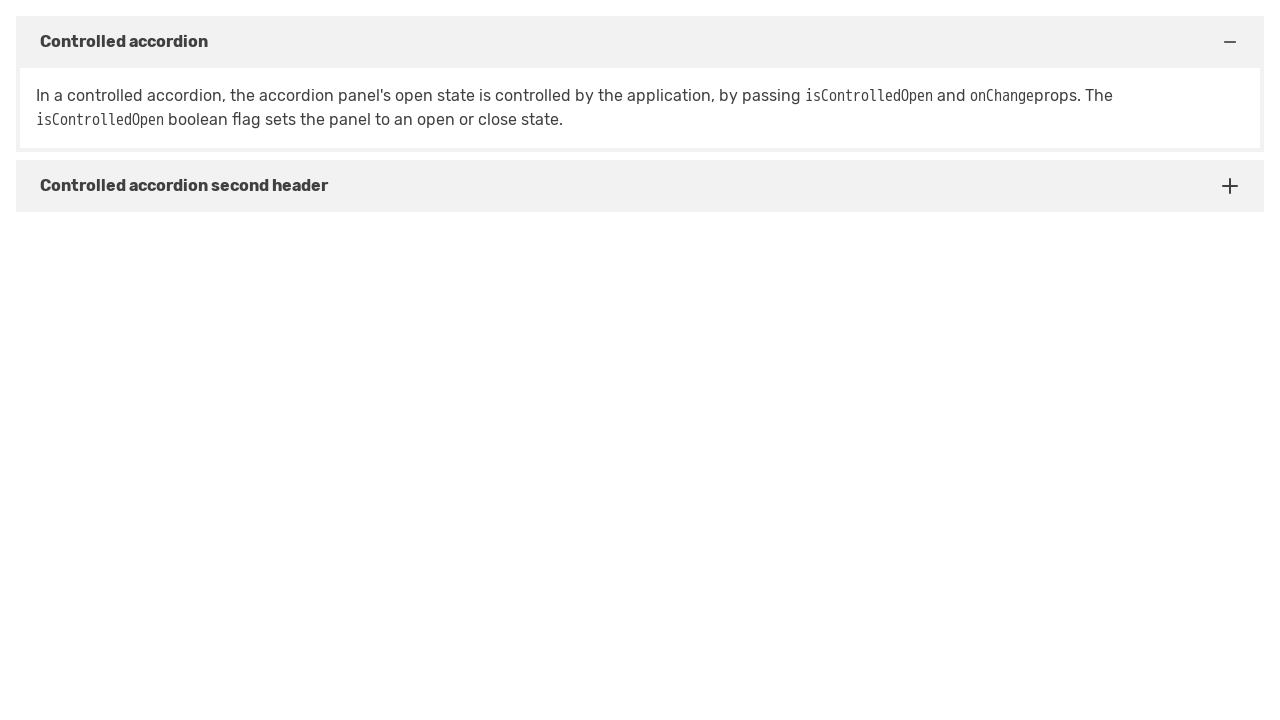 Controlled accordion
In a controlled accordion, the accordion panel's open state is controlled by the application, by passing isControlledOpen and onChangeprops. The
isControlledOpen boolean flag sets the panel to an open or close state.
Controlled accordion second header